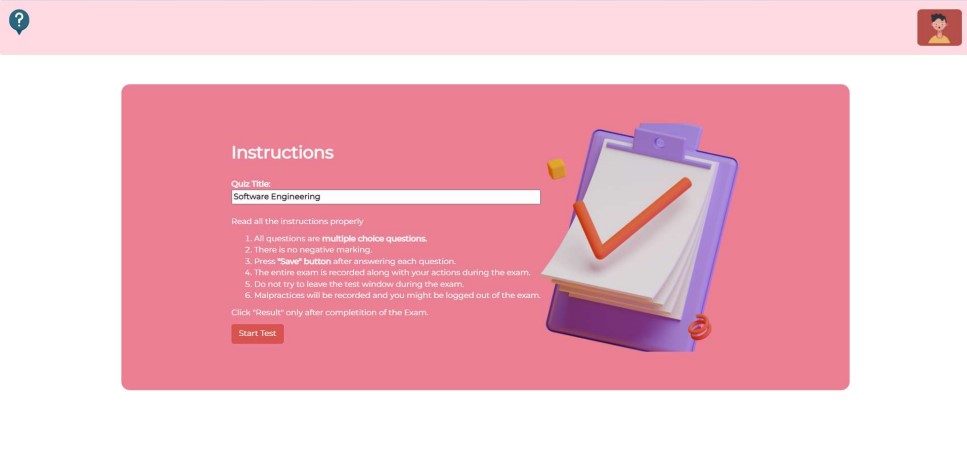 ?
Instructions
Quiz Title:
Software Engineering
Read all the instructions properly
1. All questions are multiple choice questions.
2. There is no negative marking.
3. Press "Save" button after answering each question.
4. The entire exam is recorded along with your actions during the exam.
5. Do not try to leave the test window during the exam.
6. Malpractices will be recorded and you might be logged out of the exam.
Click "Result" only after completition of the Exam.
Start Test